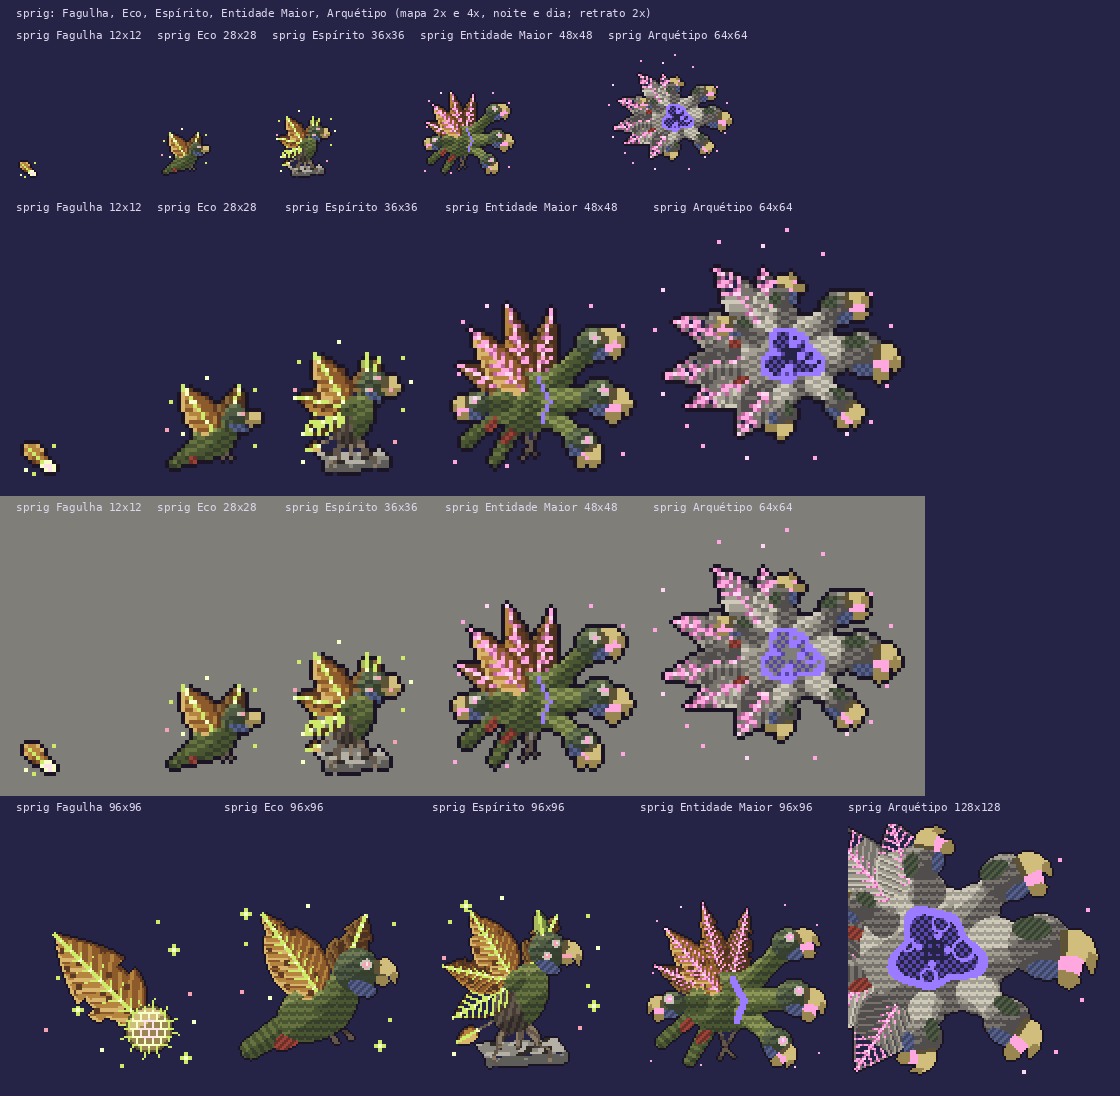 sprig: Fagulha, Eco, Espírito, Entidade Maior, Arquétipo (mapa 2x e 4x, noite e dia; retrato 2x)
sprig Fagulha 12x12 sprig Eco 28x28 sprig Espírito 36x36 sprig Entidade Maior 48x48 sprig Arquétipo 64x64
sprig Fagulha 12x12 sprig Eco 28x28 sprig Espírito 36x36 sprig Entidade Maior 48x48 sprig Arquétipo 64x64
sprig Fagulha 12x12 sprig Eco 28x28 sprig Espírito 36x36 sprig Entidade Maior 48x48 sprig Arquétipo 64x64
sprig Fagulha 96x96 sprig Eco 96x96 sprig Espírito 96x96 sprig Entidade Maior 96x96 sprig Arquétipo 128x128